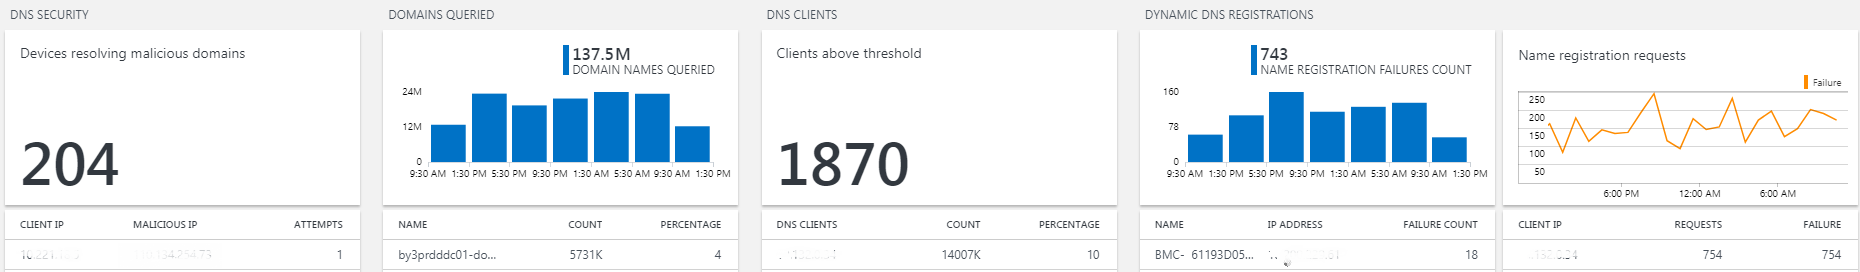 DNS SECURITY
Devices resolving malicious domains
204
CLIENT IP MALICIOUS IP ATTEMPTS
1
DOMAINS QUERIED
137.5M
DOMAIN NAMES QUERIED
24M
12M
0
9:30 AM 1:30 PM 5:30 PM 9:30 PM 1:30 AM 5:30 AM 9:30 AM 1:30 PM
NAME COUNT PERCENTAGE
by3prdddc01-do... 5731K 4
DNS CLIENTS
Clients above threshold
1870
DNS CLIENTS COUNT PERCENTAGE
14007K 10
DYNAMIC DNS REGISTRATIONS
743
NAME REGISTRATION FAILURES COUNT
160
78
0
9:30 AM 1:30 PM 5:30 PM 9:30 PM 1:30 AM 5:30 AM 9:30 AM 1:30 PM
NAME IP ADDRESS FAILURE COUNT
BMC- 61193D05... 18
Name registration requests
Failure
250
200
150
100
50
6:00 PM 12:00 AM 6:00 AM
CLIENT IP REQUESTS FAILURE
754 754